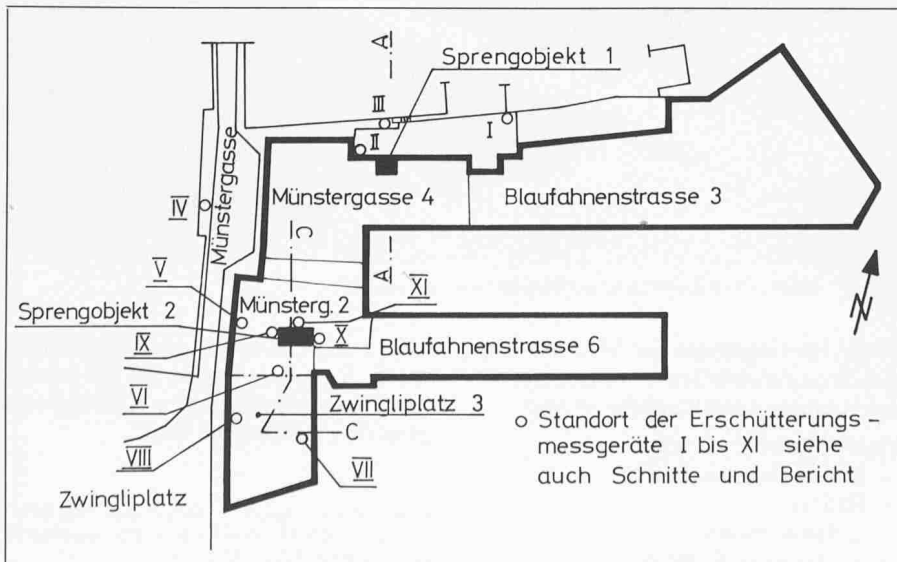 A
Sprengobjekt 1
III
I
II
Münstergasse
Münstergasse 4
Blaufahnenstrasse 3
IV
C
A
V
XI
Münsterg. 2
Sprengobjekt 2
IX
X
Blaufahnenstrasse 6
N
VI
Zwingliplatz 3
C
VIII
VII
Zwingliplatz
Standort der Erschütterungs-
messgeräte I bis XI siehe
auch Schnitte und Bericht